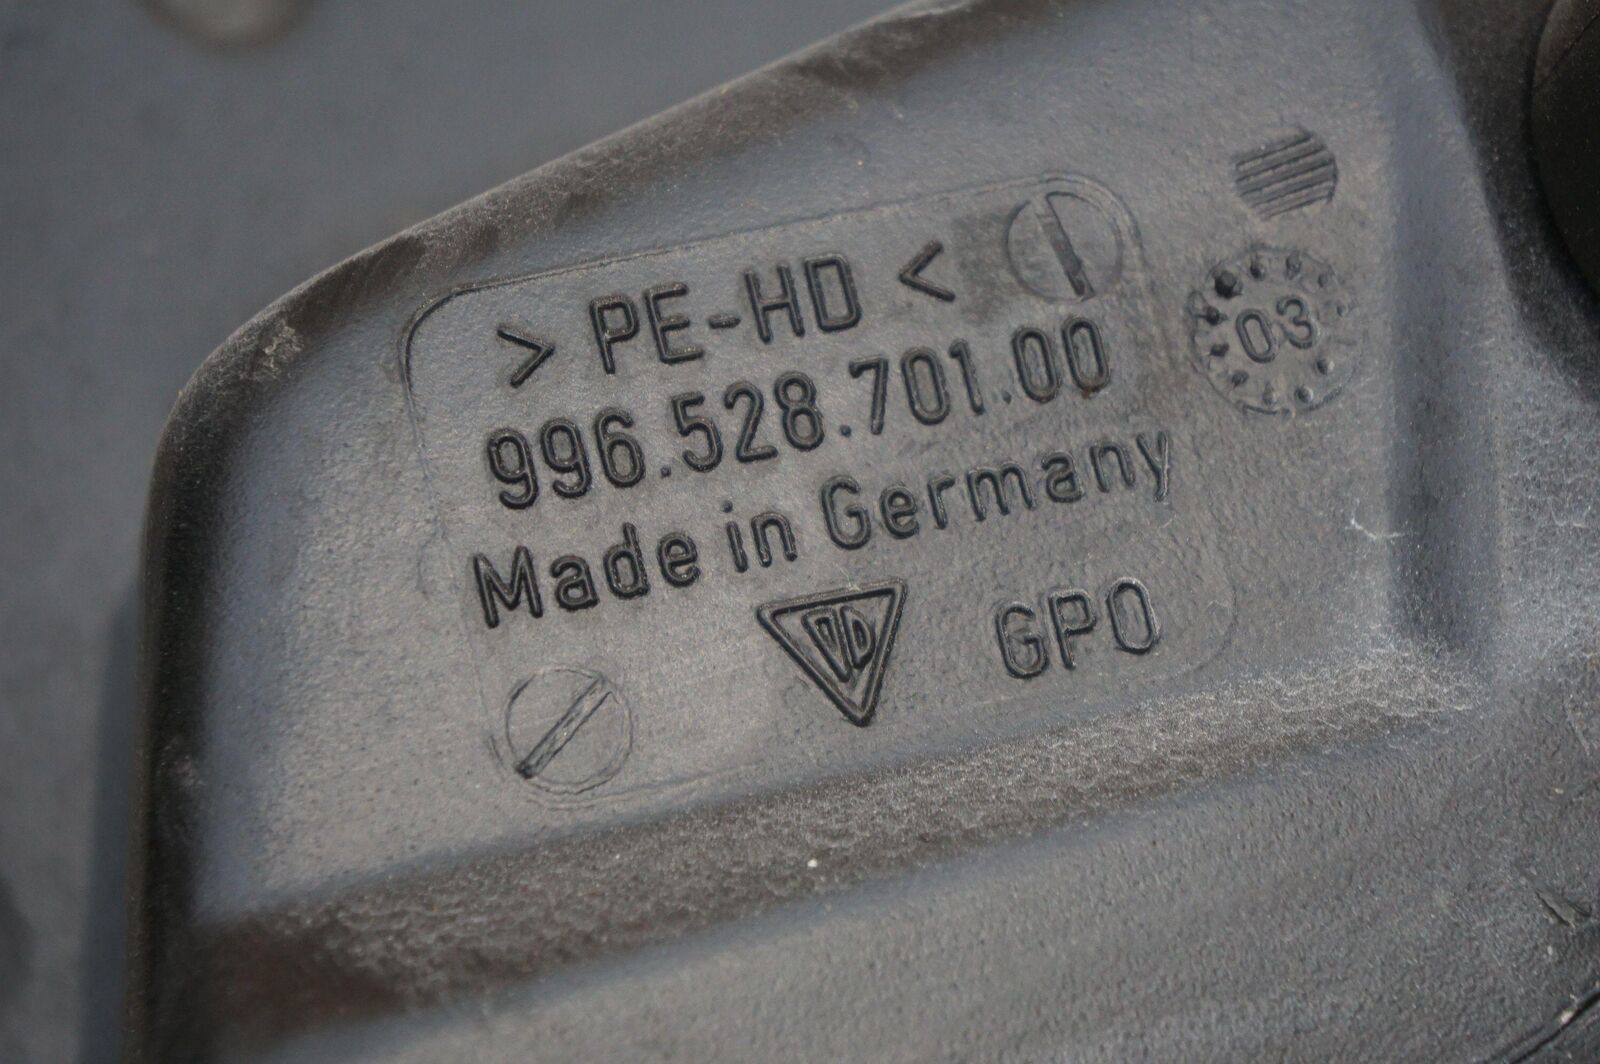 > PE-HD <
996.528.701.00
Made in Germany
GPO
03